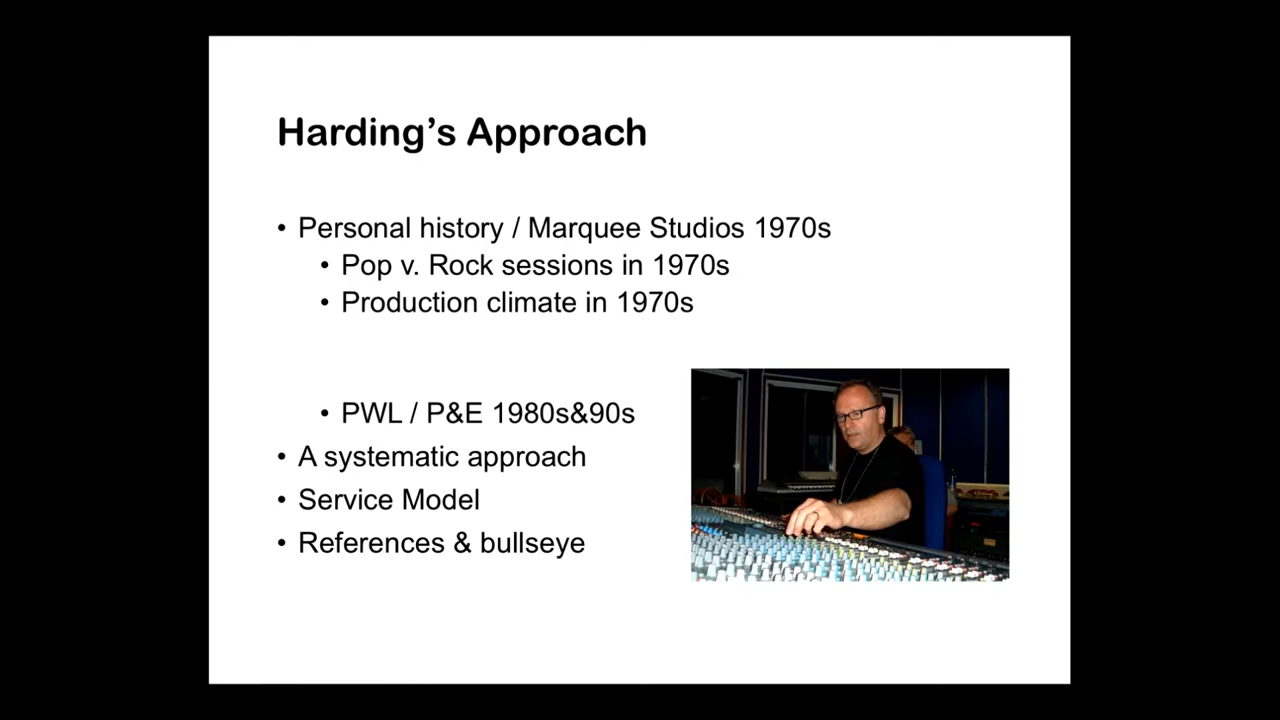 Harding’s Approach
• Personal history / Marquee Studios 1970s
• Pop v. Rock sessions in 1970s
• Production climate in 1970s
• PWL / P&E 1980s&90s
• A systematic approach
• Service Model
• References & bullseye